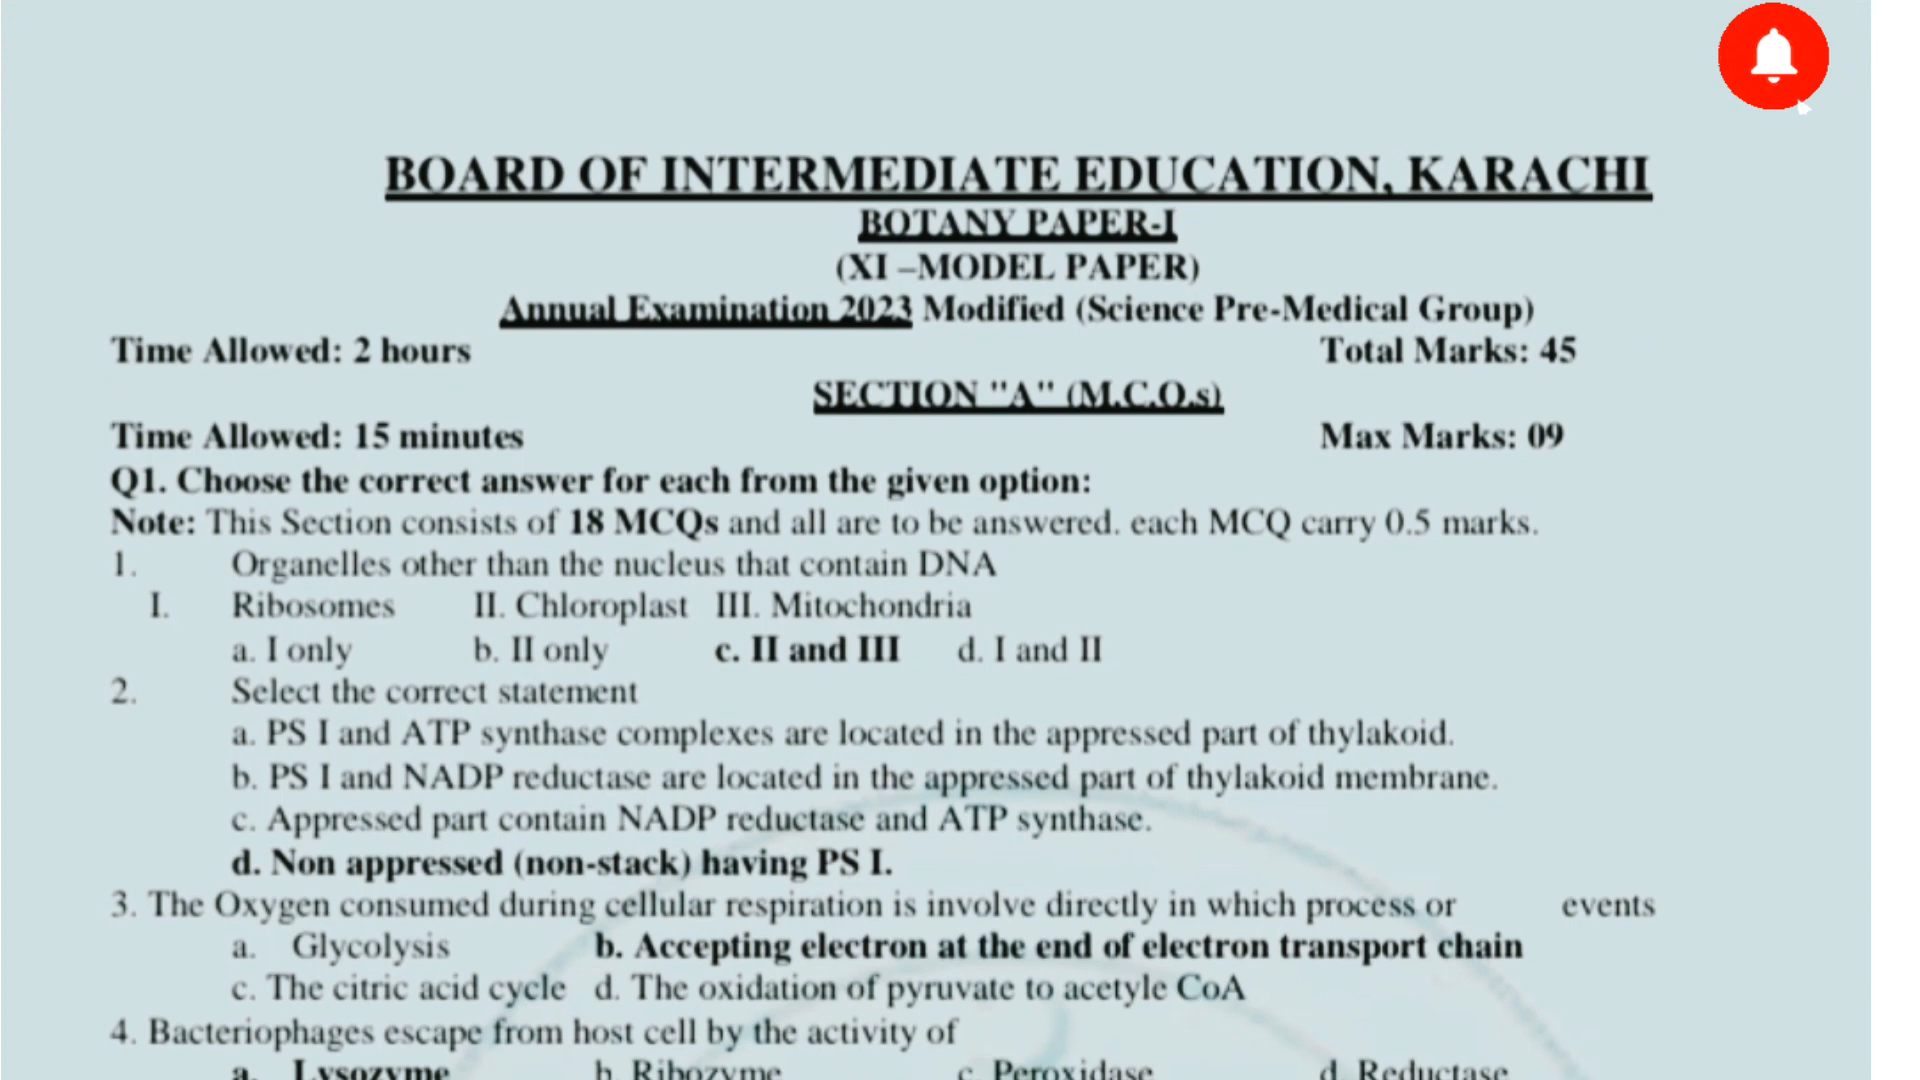 BOARD OF INTERMEDIATE EDUCATION, KARACHI
BOTANY PAPER-I
(XI –MODEL PAPER)
Annual Examination 2023 Modified (Science Pre-Medical Group)
Time Allowed: 2 hours Total Marks: 45
SECTION "A" (M.C.Q.s)
Time Allowed: 15 minutes Max Marks: 09
Q1. Choose the correct answer for each from the given option:
Note: This Section consists of 18 MCQs and all are to be answered. each MCQ carry 0.5 marks.
1. Organelles other than the nucleus that contain DNA
I. Ribosomes II. Chloroplast III. Mitochondria
a. I only b. II only c. II and III d. I and II
2. Select the correct statement
a. PS I and ATP synthase complexes are located in the appressed part of thylakoid.
b. PS I and NADP reductase are located in the appressed part of thylakoid membrane.
c. Appressed part contain NADP reductase and ATP synthase.
d. Non appressed (non-stack) having PS I.
3. The Oxygen consumed during cellular respiration is involve directly in which process or events
a. Glycolysis b. Accepting electron at the end of electron transport chain
c. The citric acid cycle d. The oxidation of pyruvate to acetyle CoA
4. Bacteriophages escape from host cell by the activity of
a. Lysozyme b. Ribozyme c. Peroxidase d. Reductase